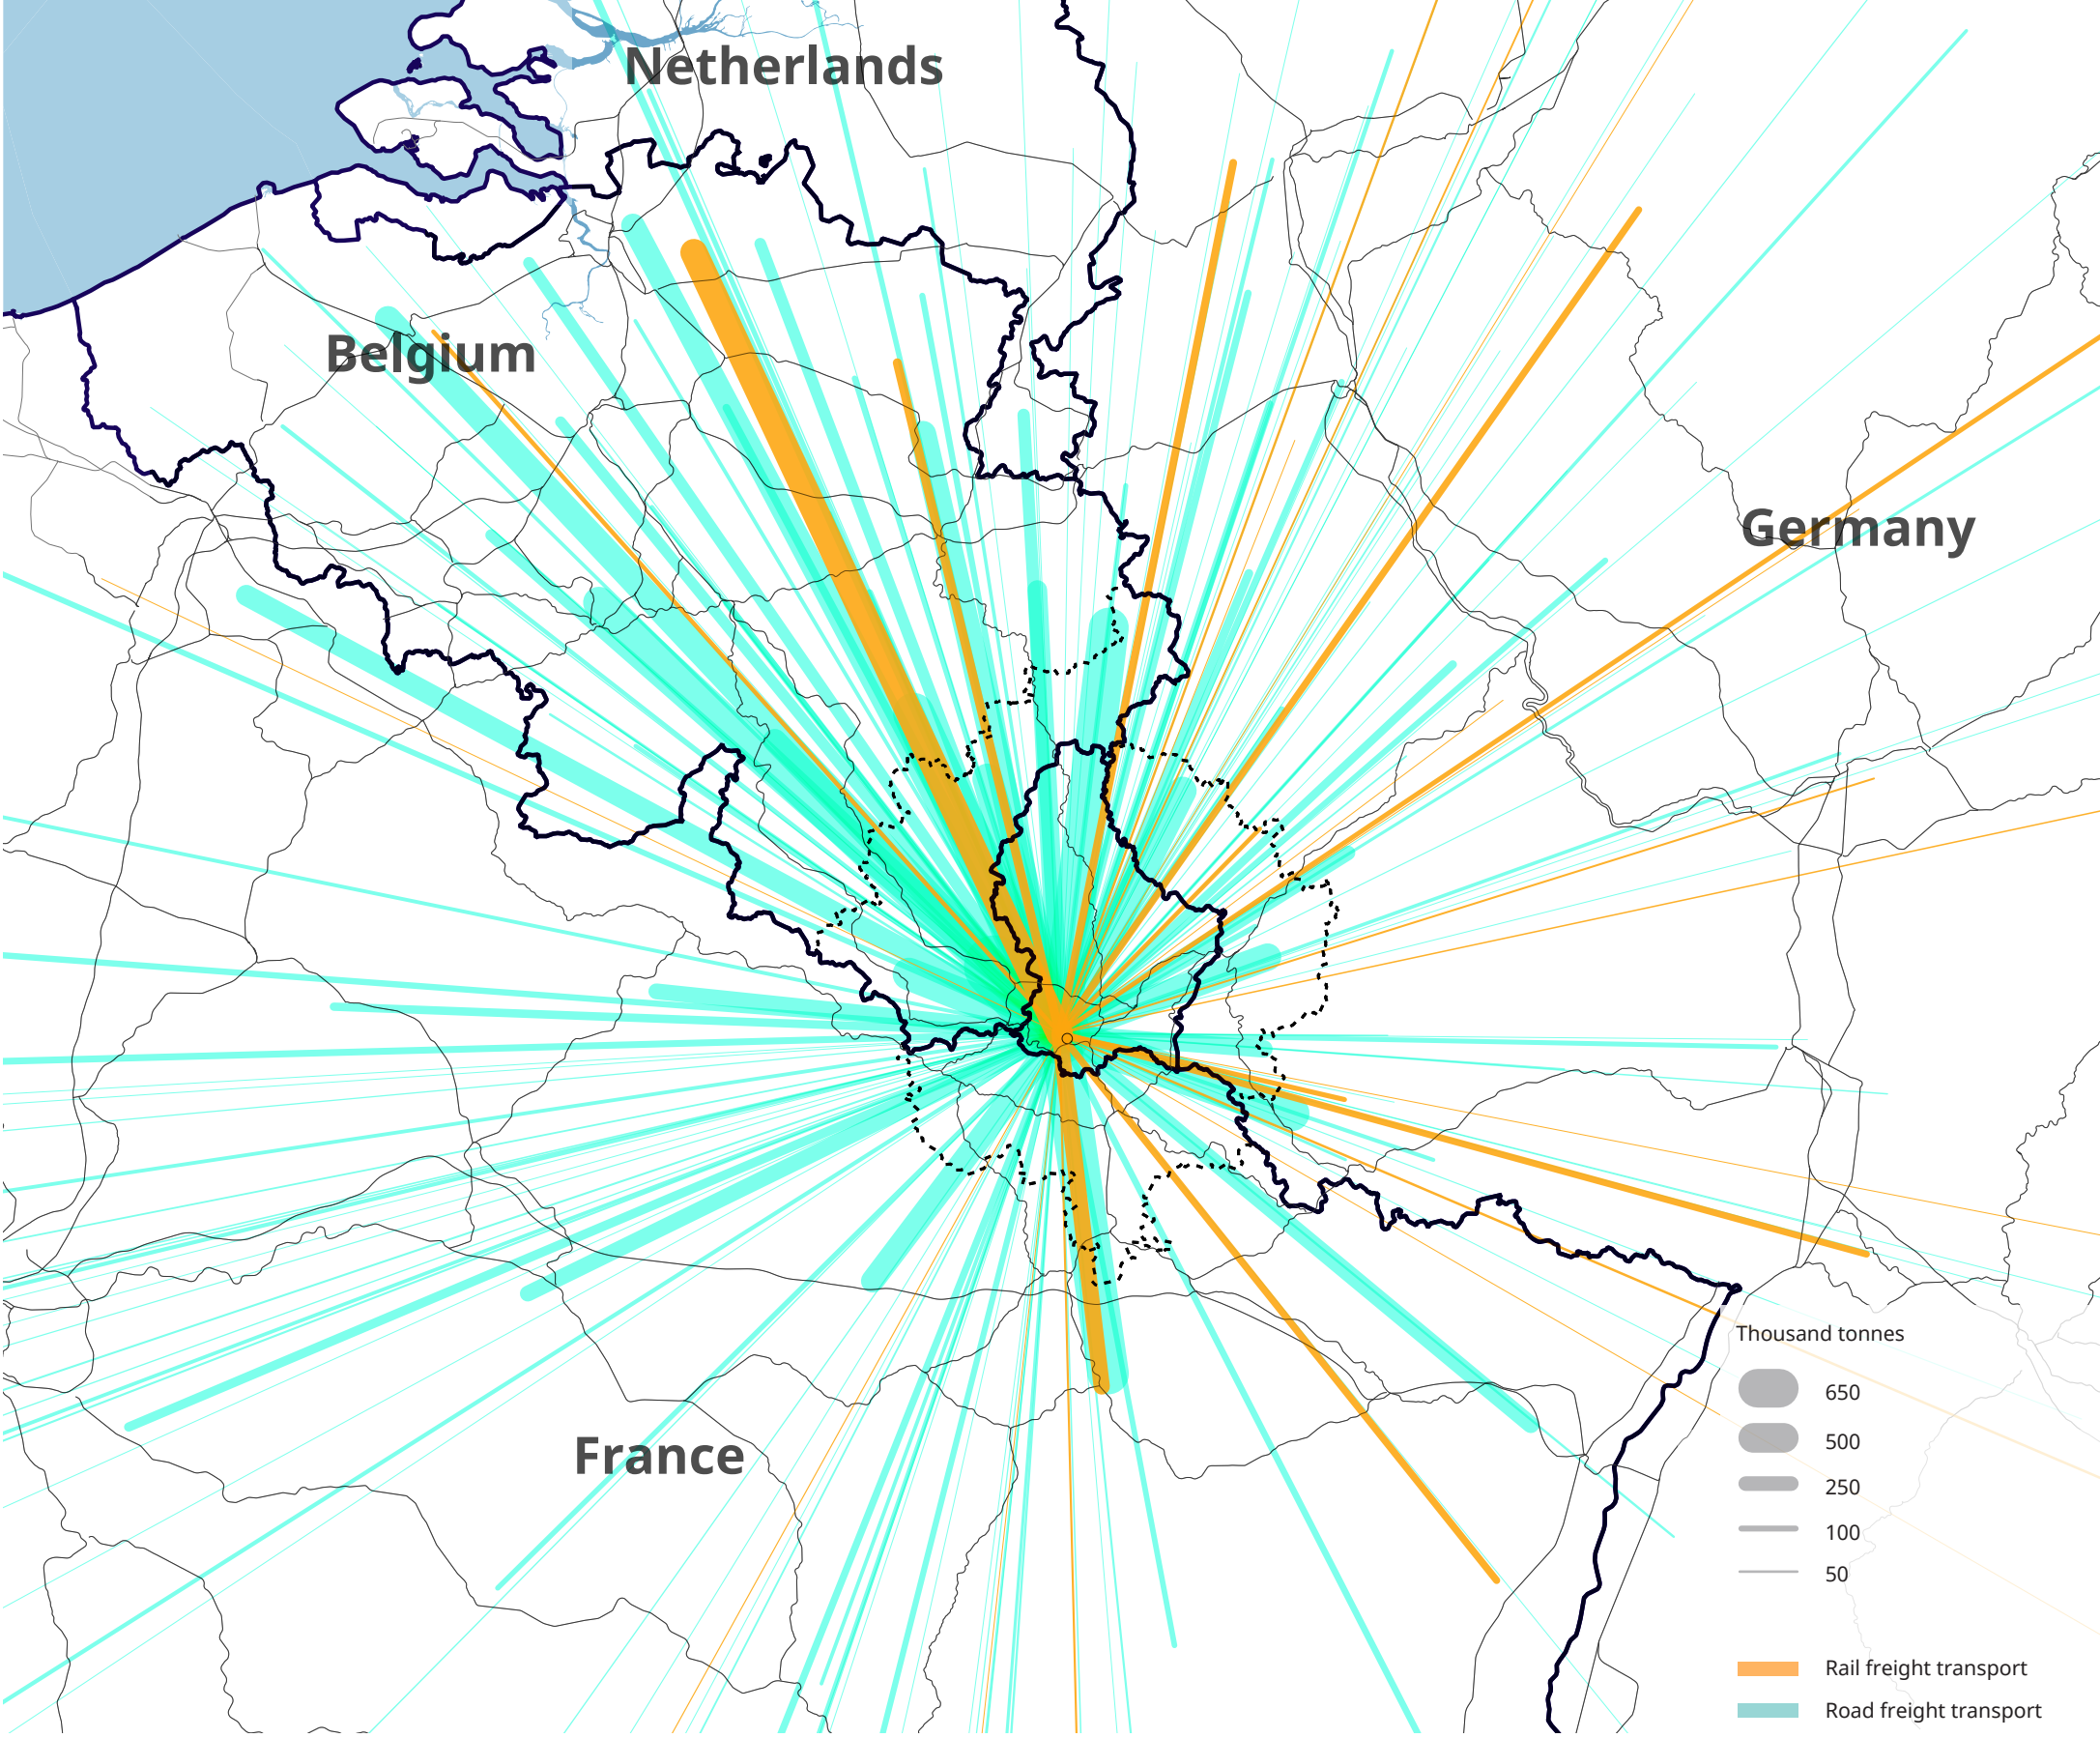 Netherlands
Belgium
Germany
France
Thousand tonnes
650
500
250
100
50
Rail freight transport
Road freight transport